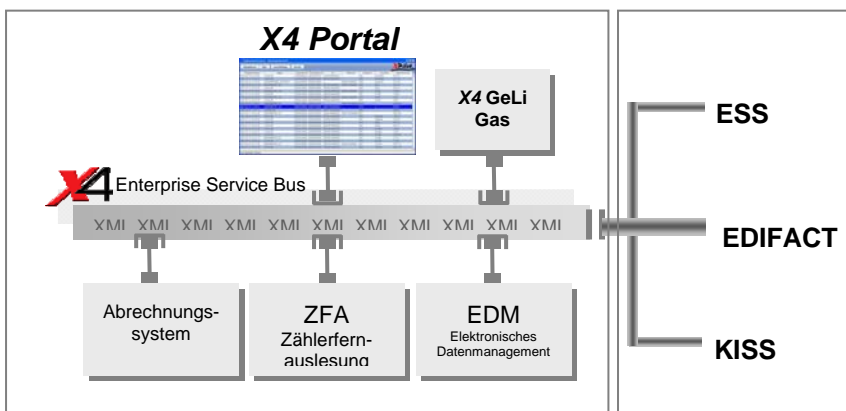 X4 Portal
X4 GeLi
Gas
X4 Enterprise Service Bus
XML XML XML XML XML XML XML XML XML XML XML
Abrechnungs-
system
ZFA
Zählerfern-
auslesung
EDM
Elektronisches
Datenmanagement
ESS
EDIFACT
KISS